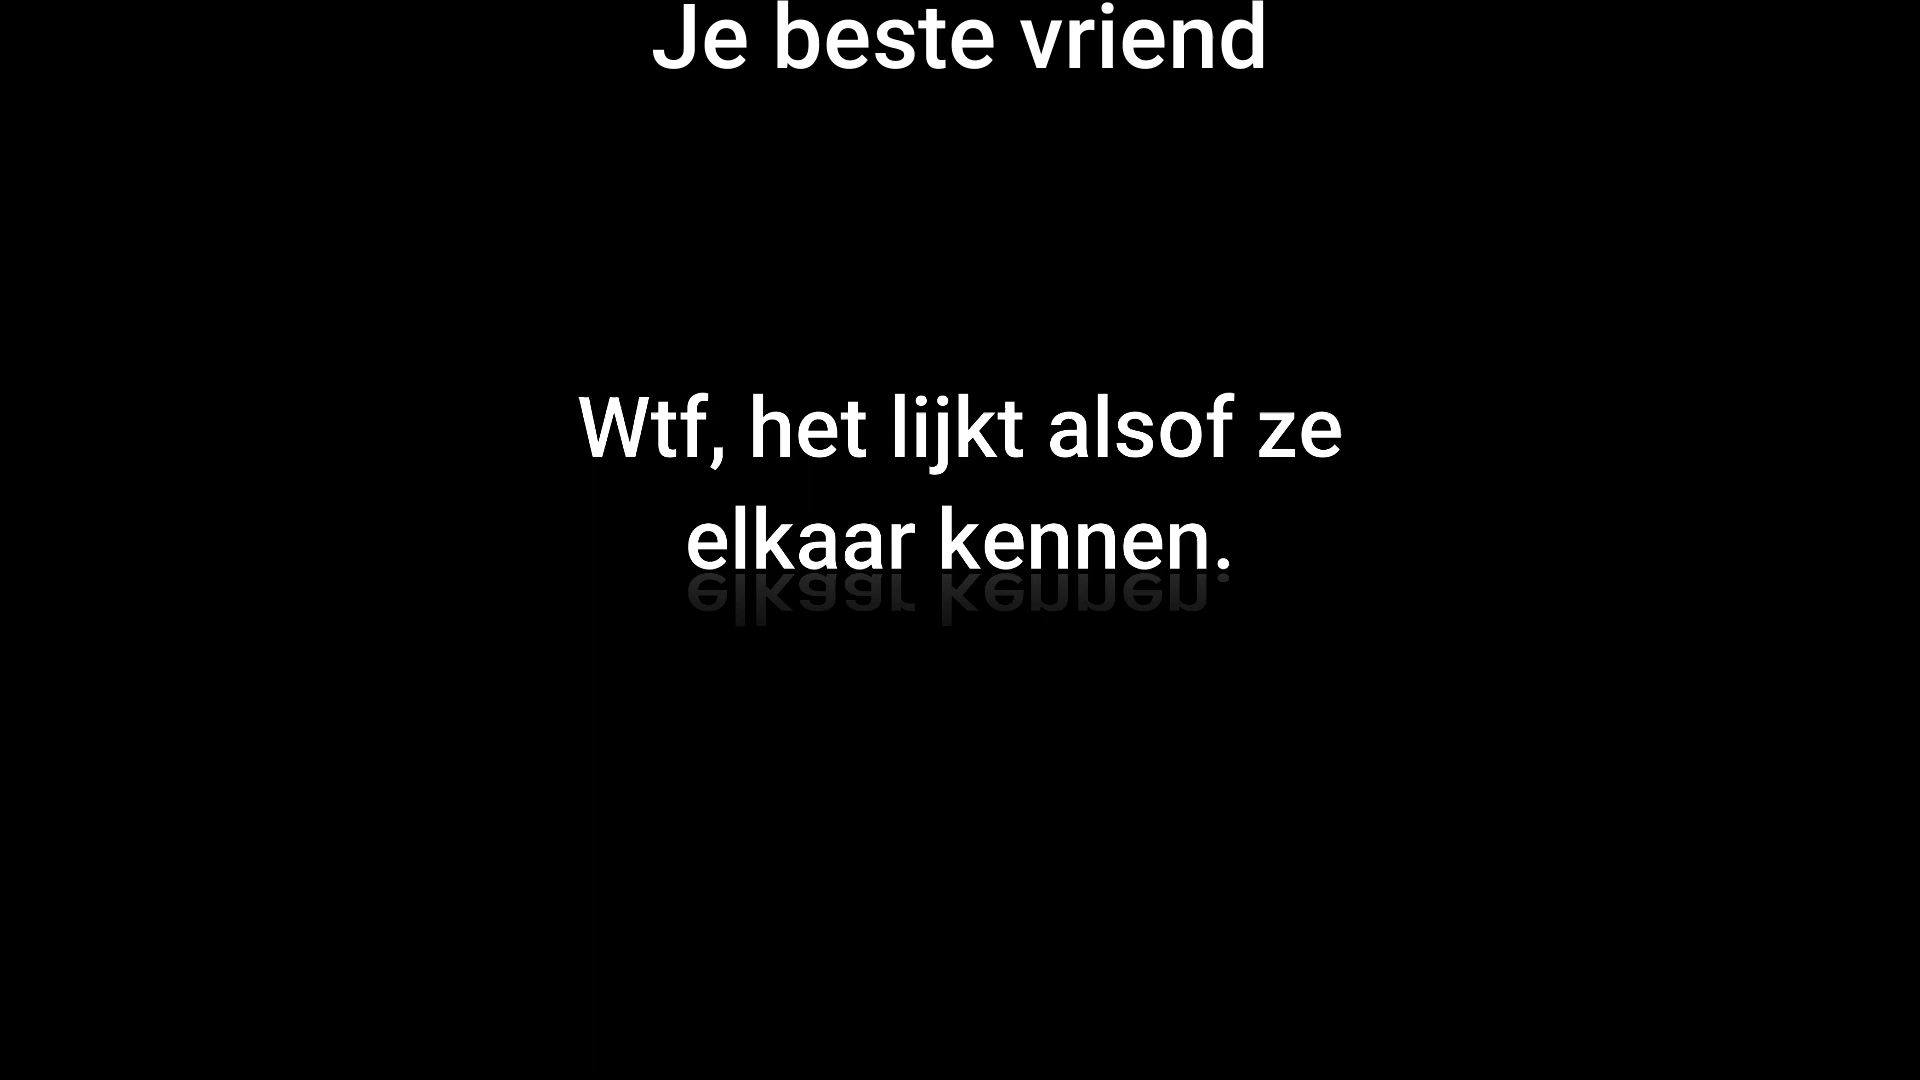 Je beste vriend
Wtf, het lijkt alsof ze
elkaar kennen.